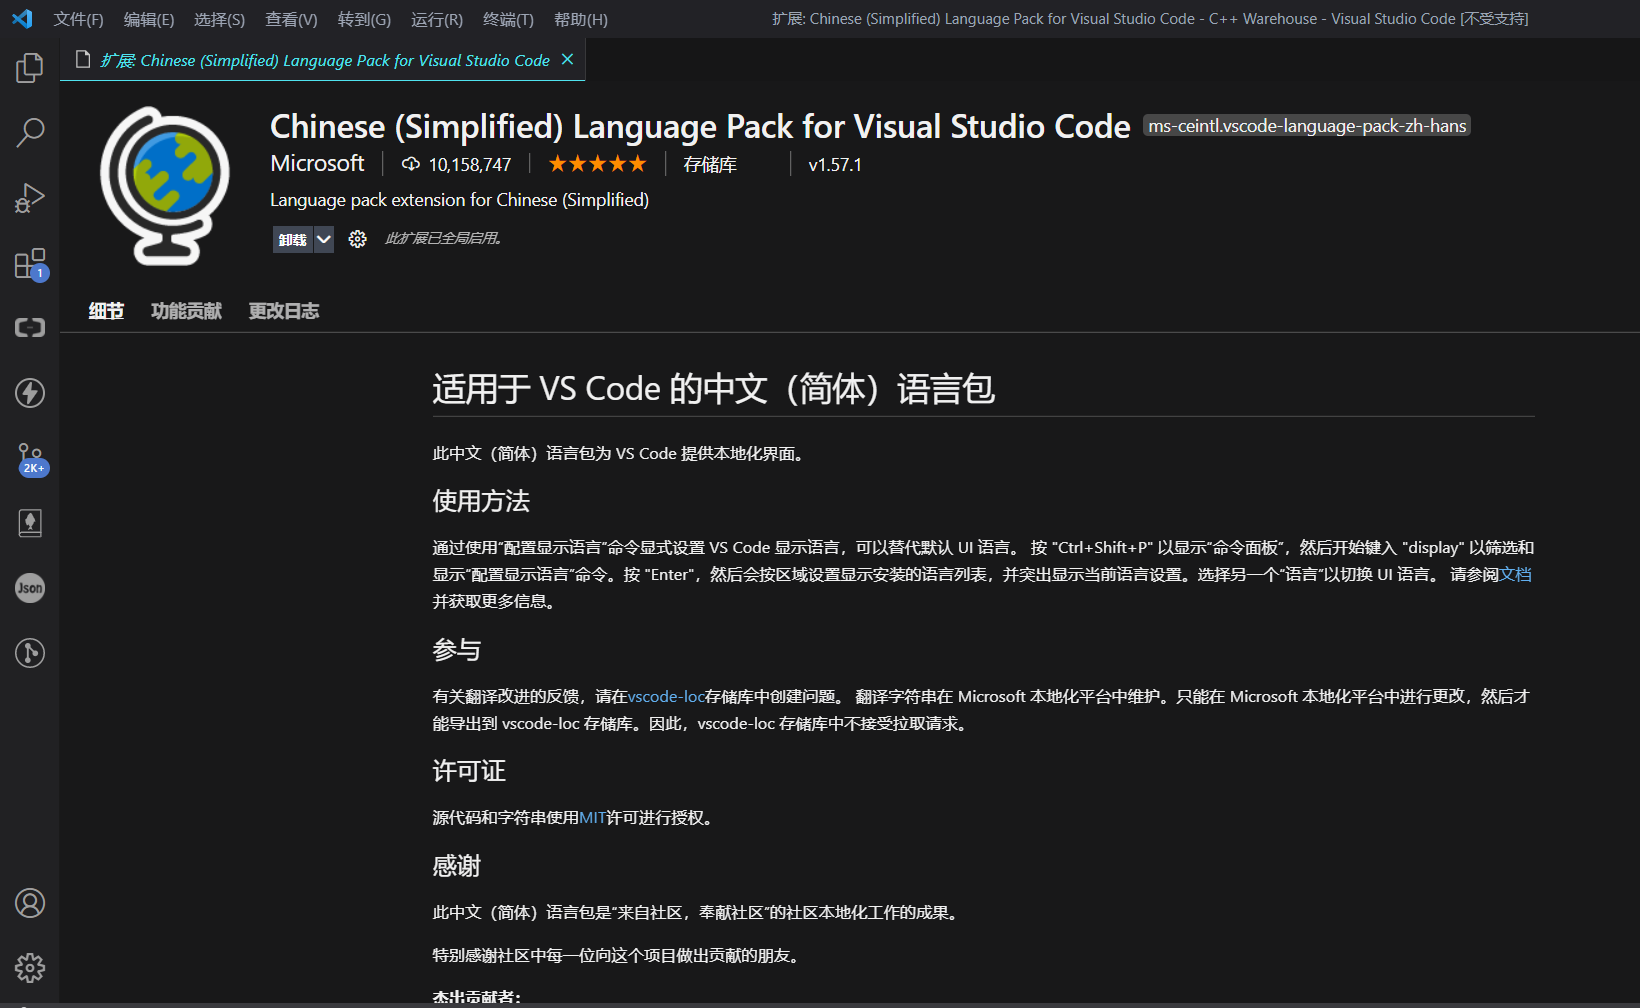 文件(F) 编辑(E) 选择(S) 查看(V) 转到(G) 运行(R) 终端(T) 帮助(H) 扩展: Chinese (Simplified) Language Pack for Visual Studio Code - C++ Warehouse - Visual Studio Code [不受支持]
扩展: Chinese (Simplified) Language Pack for Visual Studio Code
Chinese (Simplified) Language Pack for Visual Studio Code ms-ceintl.vscode-language-pack-zh-hans
Microsoft 10,158,747 ★★★★★ 存储库 v1.57.1
Language pack extension for Chinese (Simplified)
卸载 此扩展已全局启用。
1
细节 功能贡献 更改日志
适用于 VS Code 的中文（简体）语言包
此中文（简体）语言包为 VS Code 提供本地化界面。
2K+
使用方法
通过使用“配置显示语言”命令显式设置 VS Code 显示语言，可以替代默认 UI 语言。 按 "Ctrl+Shift+P" 以显示“命令面板”，然后开始键入 "display" 以筛选和
显示“配置显示语言”命令。按 "Enter"，然后会按区域设置显示安装的语言列表，并突出显示当前语言设置。选择另一个“语言”以切换 UI 语言。 请参阅文档
并获取更多信息。
Json
参与
有关翻译改进的反馈，请在vscode-loc存储库中创建问题。 翻译字符串在 Microsoft 本地化平台中维护。只能在 Microsoft 本地化平台中进行更改，然后才
能导出到 vscode-loc 存储库。因此，vscode-loc 存储库中不接受拉取请求。
许可证
源代码和字符串使用MIT许可进行授权。
感谢
此中文（简体）语言包是“来自社区，奉献社区”的社区本地化工作的成果。
特别感谢社区中每一位向这个项目做出贡献的朋友。
杰出贡献者：